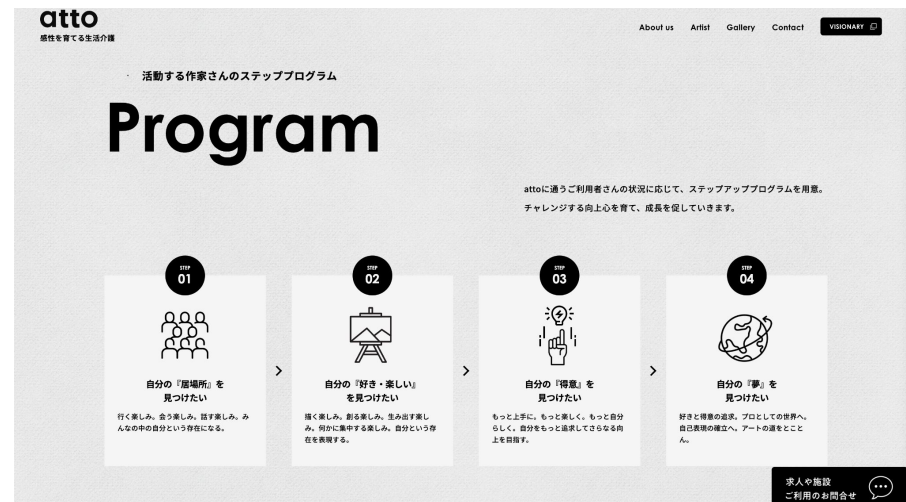 atto
感性を育てる生活介護
About us Artist Gallery Contact VISIONARY
活動する作家さんのステッププログラム
Program
attoに通うご利用者さんの状況に応じて、ステップアッププログラムを用意。
チャレンジする向上心を育て、成長を促していきます。
STEP
01
自分の『居場所』を
見つけたい
行く楽しみ。会う楽しみ。話す楽しみ。み
んなの中の自分という存在になる。
STEP
02
自分の『好き・楽しい』
を見つけたい
描く楽しみ。創る楽しみ。生み出す楽し
み。何かに集中する楽しみ。自分という存
在を表現する。
STEP
03
自分の『得意』を
見つけたい
もっと上手に。もっと楽しく。もっと自分
らしく。自分をもっと追求してさらなる向
上を目指す。
STEP
04
自分の『夢』を
見つけたい
好きと得意の追求。プロとしての世界へ。
自己表現の確立へ。アートの道をとこと
ん。
求人や施設
ご利用のお問合せ